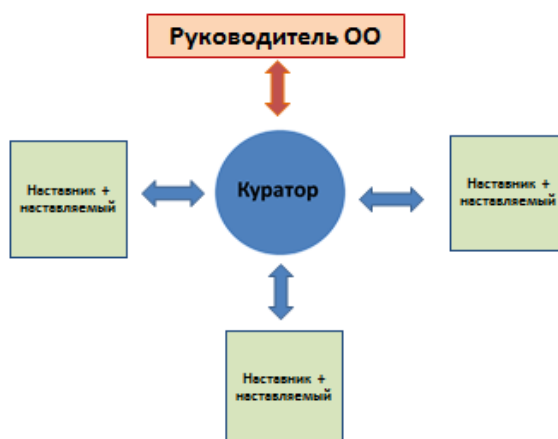 Руководитель ОО
Наставник +
наставляемый
Куратор
Наставник +
наставляемый
Наставник +
наставляемый